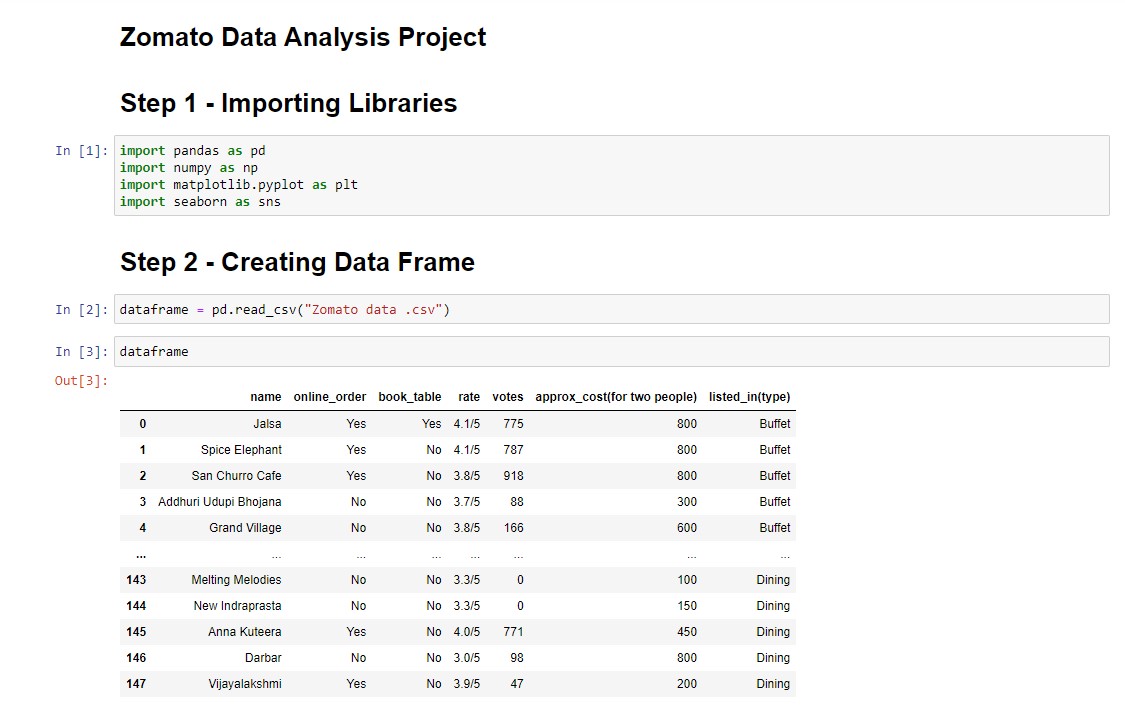 Zomato Data Analysis Project
Step 1 - Importing Libraries
In [1]: import pandas as pd
import numpy as np
import matplotlib.pyplot as plt
import seaborn as sns
Step 2 - Creating Data Frame
In [2]: dataframe = pd.read_csv("Zomato data .csv")
In [3]: dataframe
Out[3]:
name online_order book_table rate votes approx_cost(for two people) listed_in(type)
0 Jalsa Yes Yes 4.1/5 775 800 Buffet
1 Spice Elephant Yes No 4.1/5 787 800 Buffet
2 San Churro Cafe Yes No 3.8/5 918 800 Buffet
3 Addhuri Udupi Bhojana No No 3.7/5 88 300 Buffet
4 Grand Village No No 3.8/5 166 600 Buffet
... ... ... ... ... ... ... ...
143 Melting Melodies No No 3.3/5 0 100 Dining
144 New Indraprasta No No 3.3/5 0 150 Dining
145 Anna Kuteera Yes No 4.0/5 771 450 Dining
146 Darbar No No 3.0/5 98 800 Dining
147 Vijayalakshmi Yes No 3.9/5 47 200 Dining